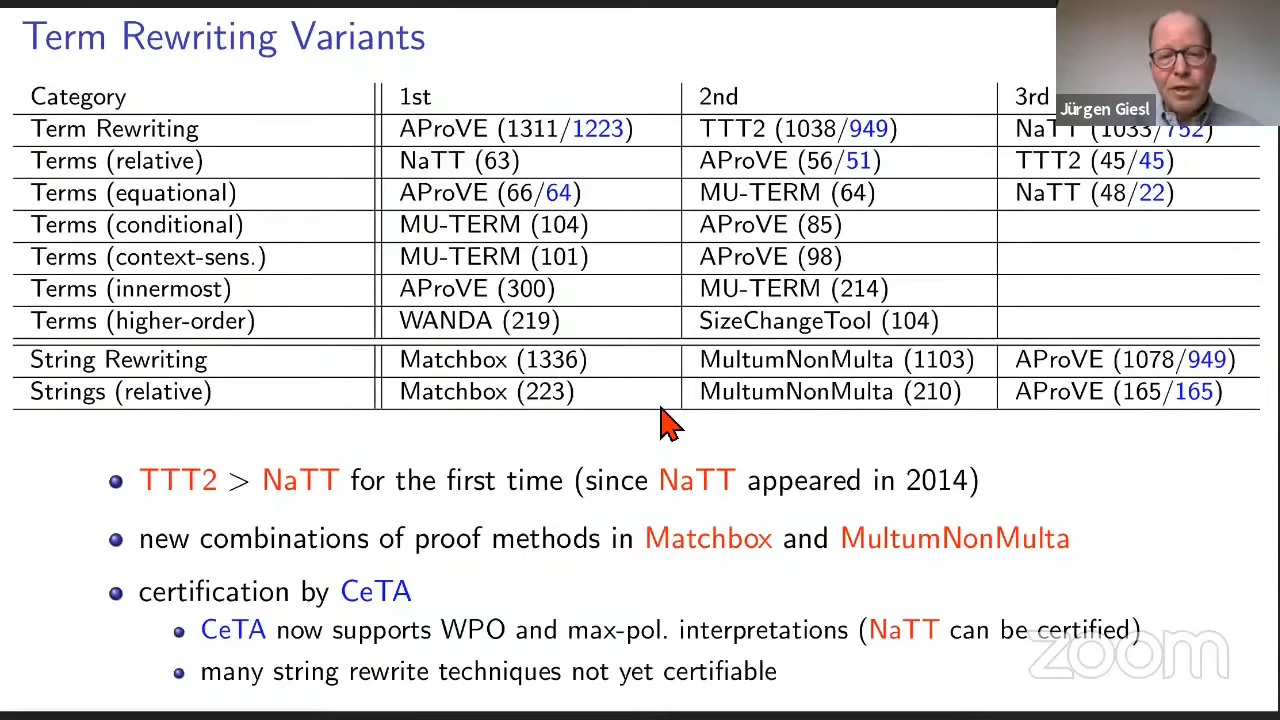 Term Rewriting Variants
Jürgen Giesl
Category 1st 2nd 3rd
Term Rewriting AProVE (1311/1223) TTT2 (1038/949) NaTT (1033/752)
Terms (relative) NaTT (63) AProVE (56/51) TTT2 (45/45)
Terms (equational) AProVE (66/64) MU-TERM (64) NaTT (48/22)
Terms (conditional) MU-TERM (104) AProVE (85)
Terms (context-sens.) MU-TERM (101) AProVE (98)
Terms (innermost) AProVE (300) MU-TERM (214)
Terms (higher-order) WANDA (219) SizeChangeTool (104)
String Rewriting Matchbox (1336) MultumNonMulta (1103) AProVE (1078/949)
Strings (relative) Matchbox (223) MultumNonMulta (210) AProVE (165/165)
TTT2 > NaTT for the first time (since NaTT appeared in 2014)
new combinations of proof methods in Matchbox and MultumNonMulta
certification by CeTA
CeTA now supports WPO and max-pol. interpretations (NaTT can be certified)
many string rewrite techniques not yet certifiable
zoom